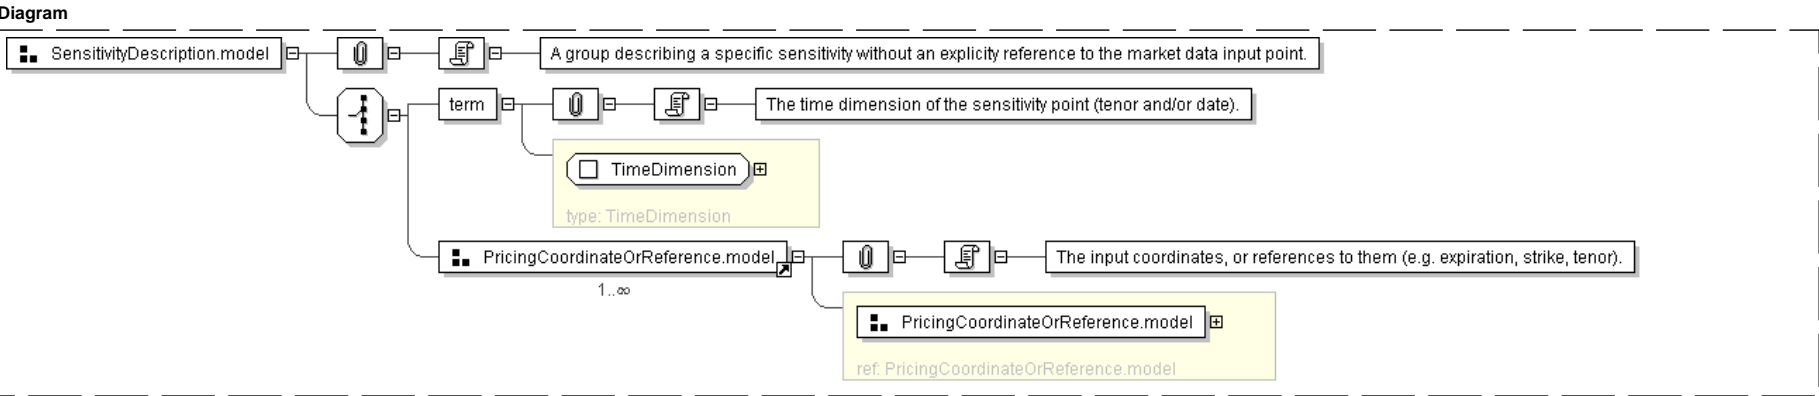 Diagram
SensitivityDescription.model
A group describing a specific sensitivity without an explicity reference to the market data input point.
term
The time dimension of the sensitivity point (tenor and/or date).
TimeDimension
type: TimeDimension
PricingCoordinateOrReference.model
The input coordinates, or references to them (e.g. expiration, strike, tenor).
1..∞
PricingCoordinateOrReference.model
ref: PricingCoordinateOrReference.model